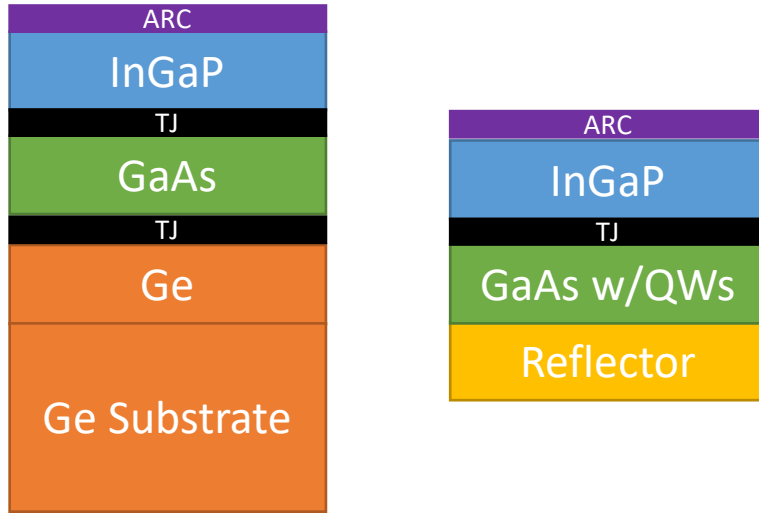 ARC
InGaP
TJ
GaAs
TJ
Ge
Ge Substrate
ARC
InGaP
TJ
GaAs w/QWs
Reflector